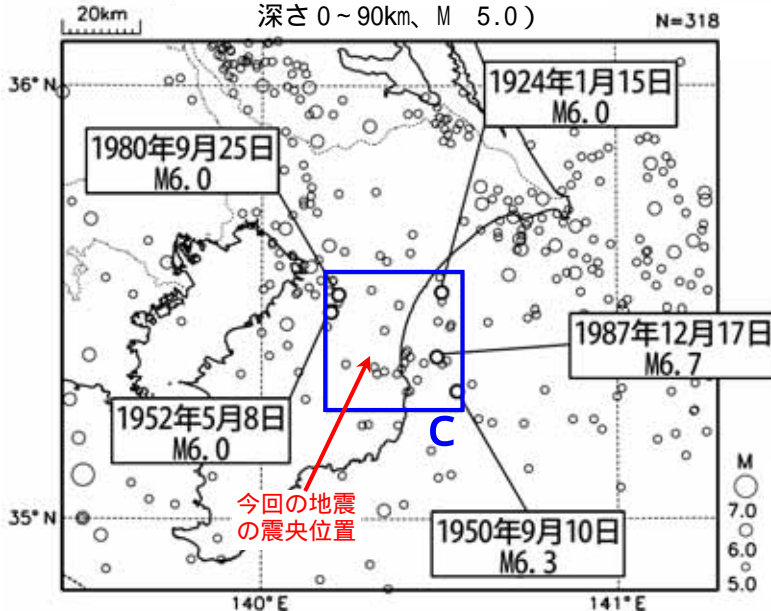 20km
深さ0~90km、M 5.0)
N=318
36°N
1924年1月15日
M6.0
1980年9月25日
M6.0
1987年12月17日
M6.7
1952年5月8日
M6.0
C
今回の地震
の震央位置
M
7.0
6.0
5.0
35°N
1950年9月10日
M6.3
140°E
141°E